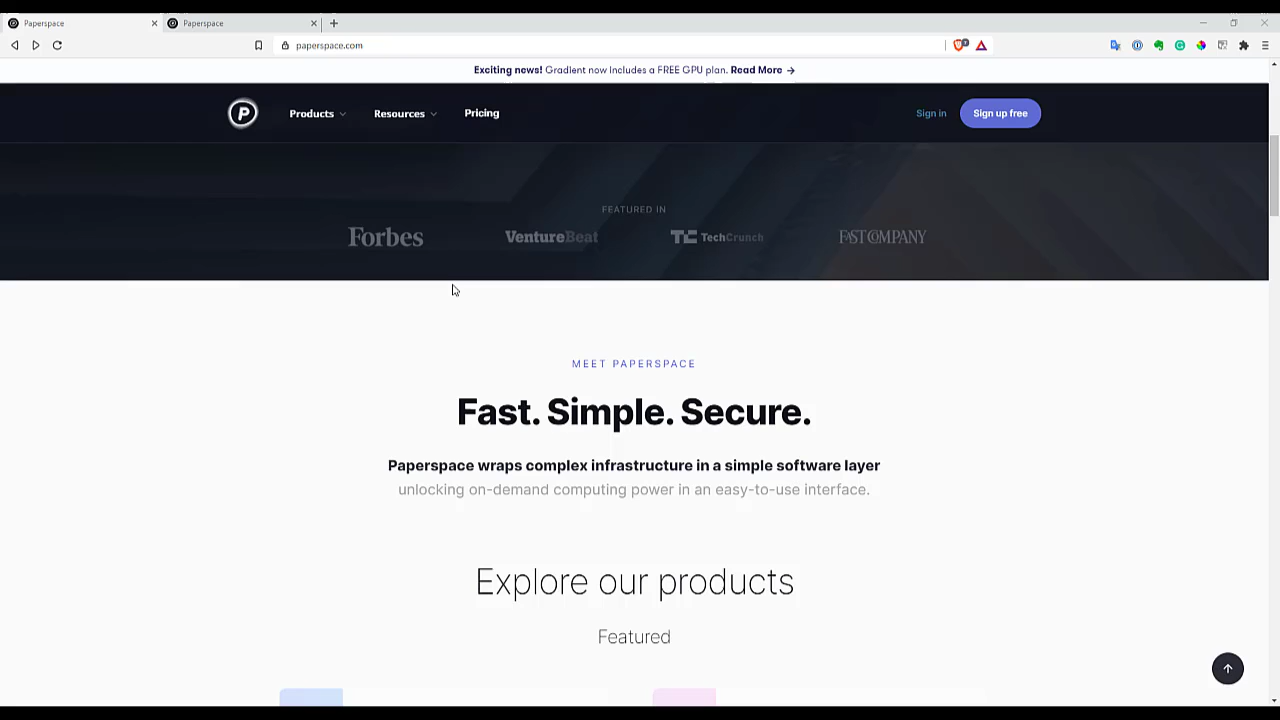 Paperspace
Paperspace
paperspace.com
Exciting news! Gradient now includes a FREE GPU plan. Read More →
P
Products
Resources
Pricing
Sign in
Sign up free
FEATURED IN
Forbes
VentureBeat
TC TechCrunch
FAST COMPANY
MEET PAPERSPACE
Fast. Simple. Secure.
Paperspace wraps complex infrastructure in a simple software layer
unlocking on-demand computing power in an easy-to-use interface.
Explore our products
Featured